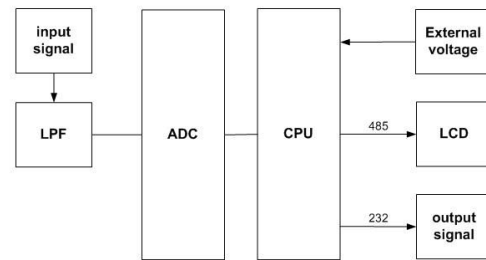 input
signal
External
voltage
LPF
ADC
CPU
485
LCD
232
output
signal